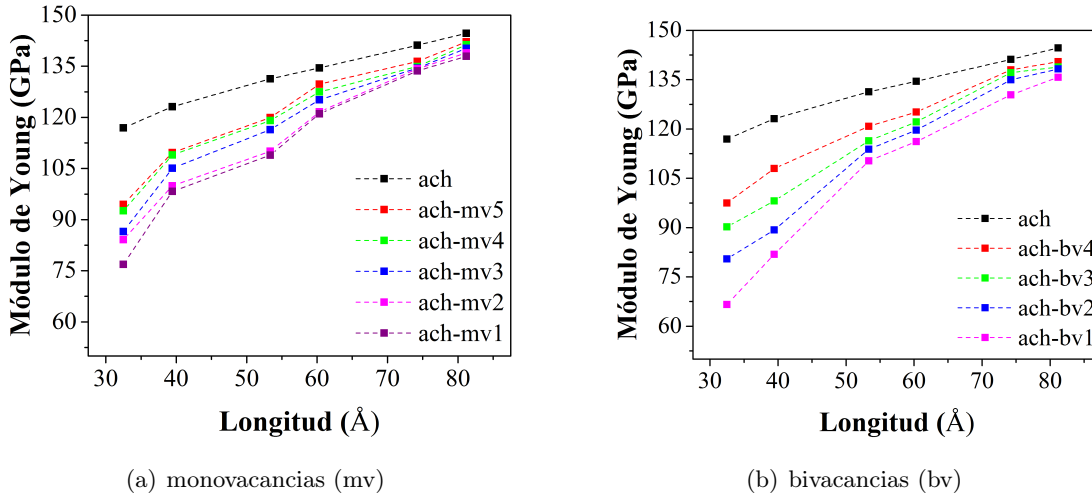 150
135
120
105
90
75
60
Módulo de Young (GPa)
30 40 50 60 70 80
Longitud (Å)
ach
ach-mv5
ach-mv4
ach-mv3
ach-mv2
ach-mv1
(a) monovacancias (mv)
150
135
120
105
90
75
60
Módulo de Young (GPa)
30 40 50 60 70 80
Longitud (Å)
ach
ach-bv4
ach-bv3
ach-bv2
ach-bv1
(b) bivacancias (bv)